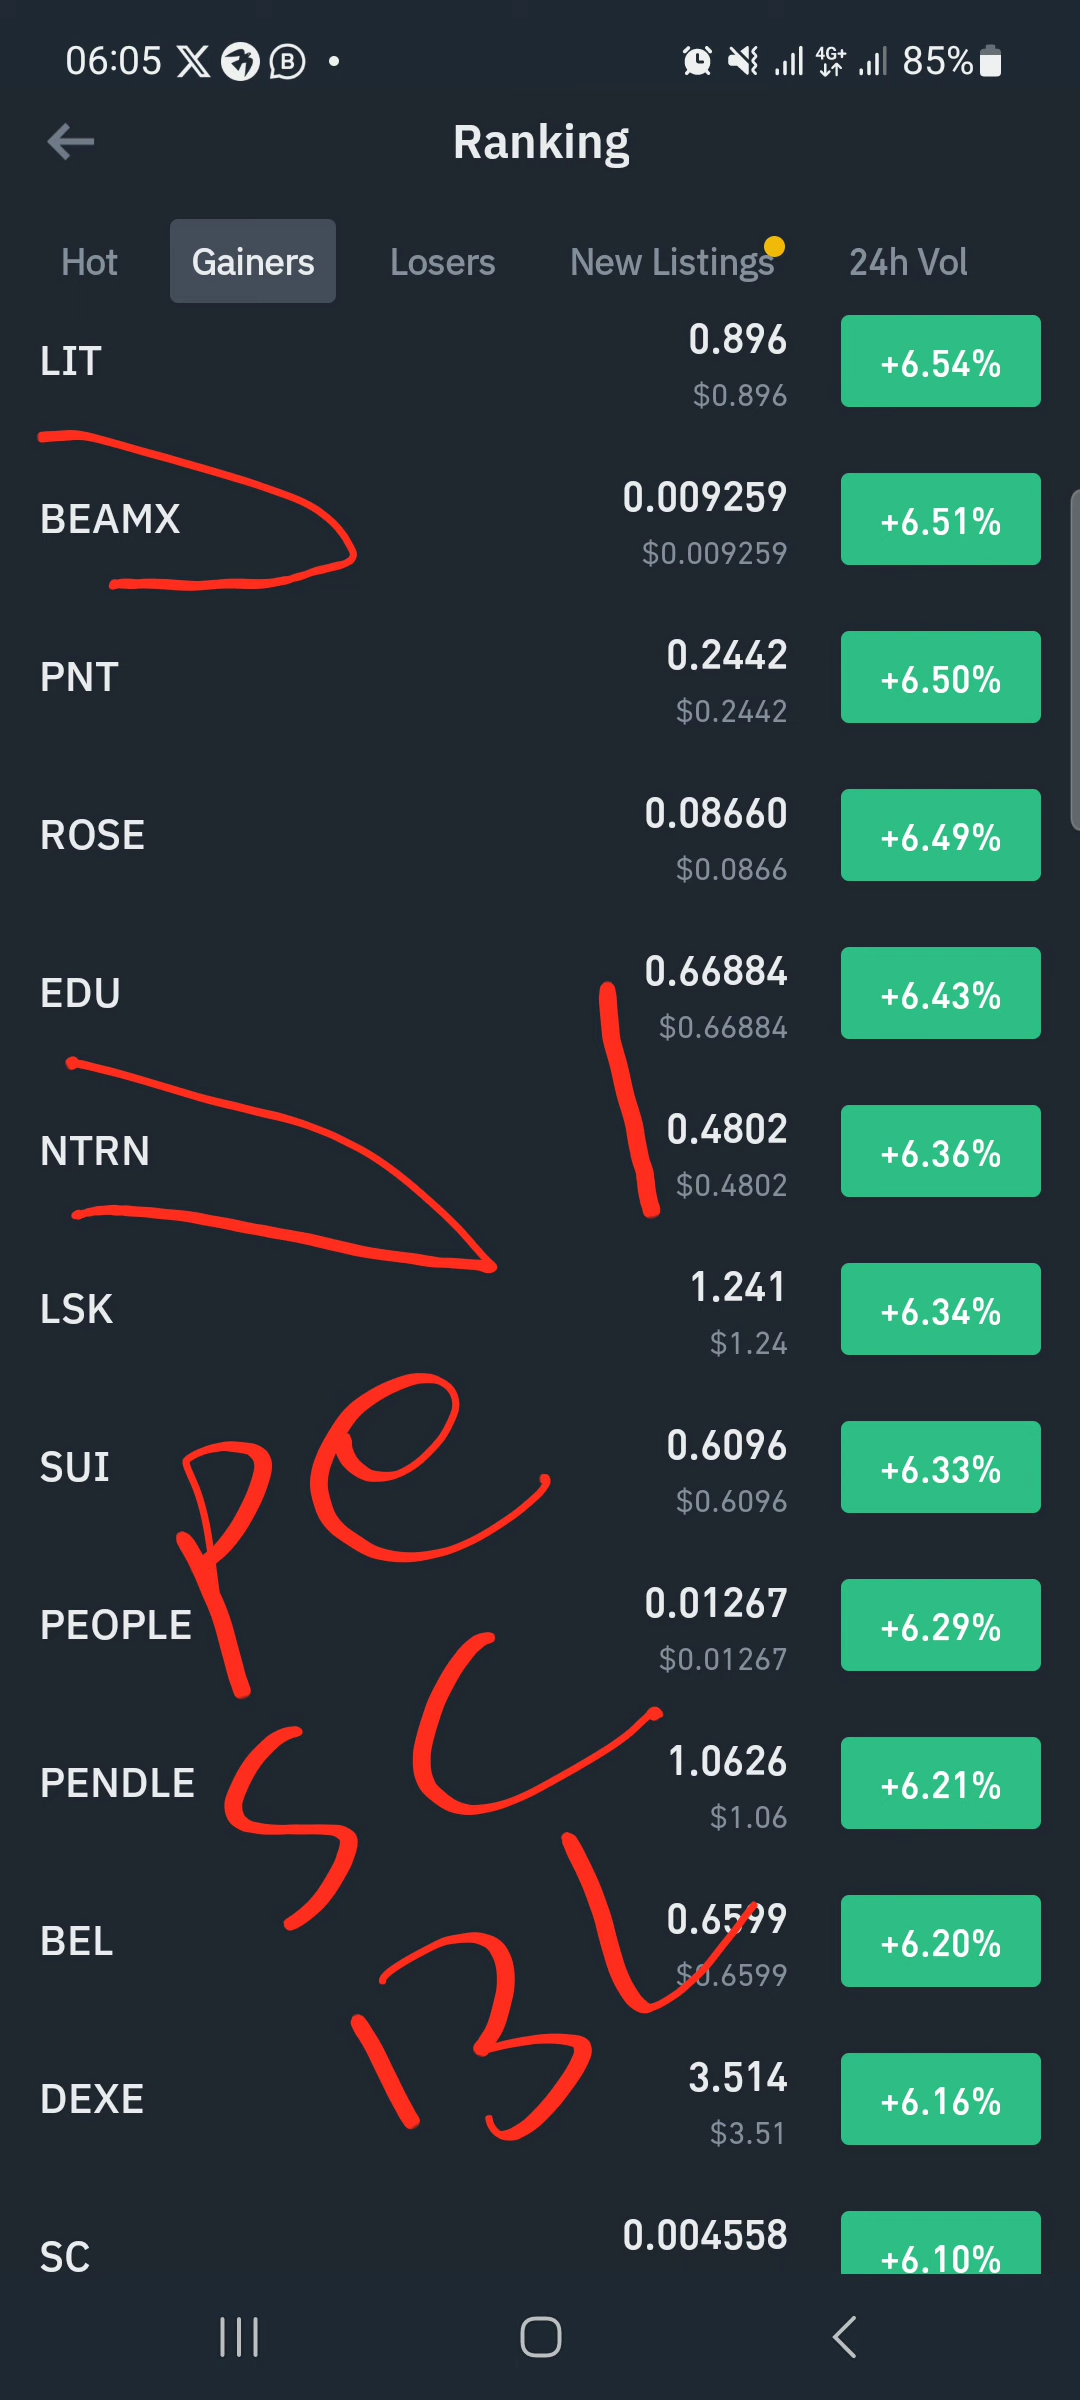 06:05 85%
4G+
Ranking
Hot Gainers Losers New Listings 24h Vol
LIT 0.896 +6.54%
$0.896
BEAMX 0.009259 +6.51%
$0.009259
PNT 0.2442 +6.50%
$0.2442
ROSE 0.08660 +6.49%
$0.0866
EDU 0.66884 +6.43%
$0.66884
NTRN 0.4802 +6.36%
$0.4802
LSK 1.241 +6.34%
$1.24
SUI 0.6096 +6.33%
$0.6096
PEOPLE 0.01267 +6.29%
$0.01267
PENDLE 1.0626 +6.21%
$1.06
BEL 0.6599 +6.20%
$0.6599
DEXE 3.514 +6.16%
$3.51
SC 0.004558 +6.10%